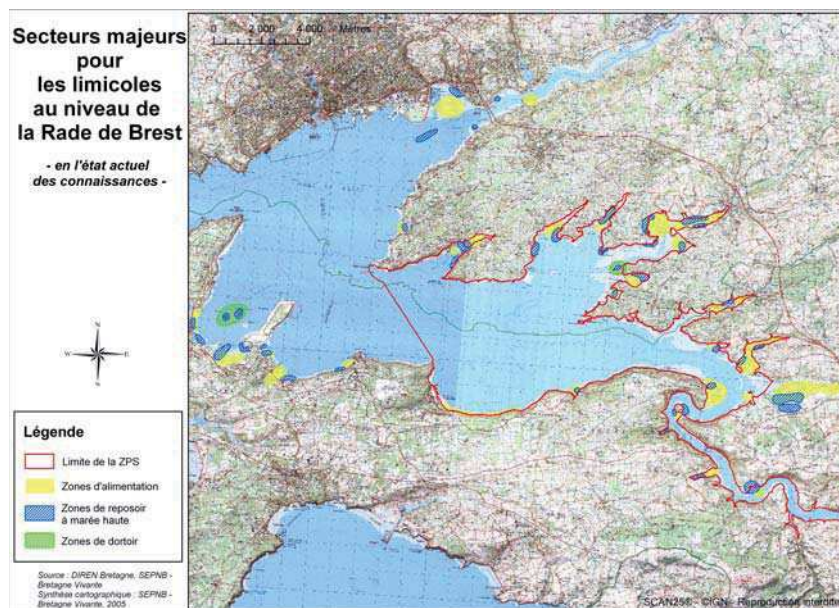 Secteurs majeurs
pour
les limicoles
au niveau de
la Rade de Brest
- en l'état actuel
des connaissances -
0 2 000 4 000 Mètres
N
W E
S
Légende
Limite de la ZPS
Zones d'alimentation
Zones de reposoir
à marée haute
Zones de dortoir
Source : DIREN Bretagne, SEPNB -
Bretagne Vivante
Synthèse cartographique : SEPNB -
Bretagne Vivante, 2005
SCAN25® - ©IGN - Reproduction interdite